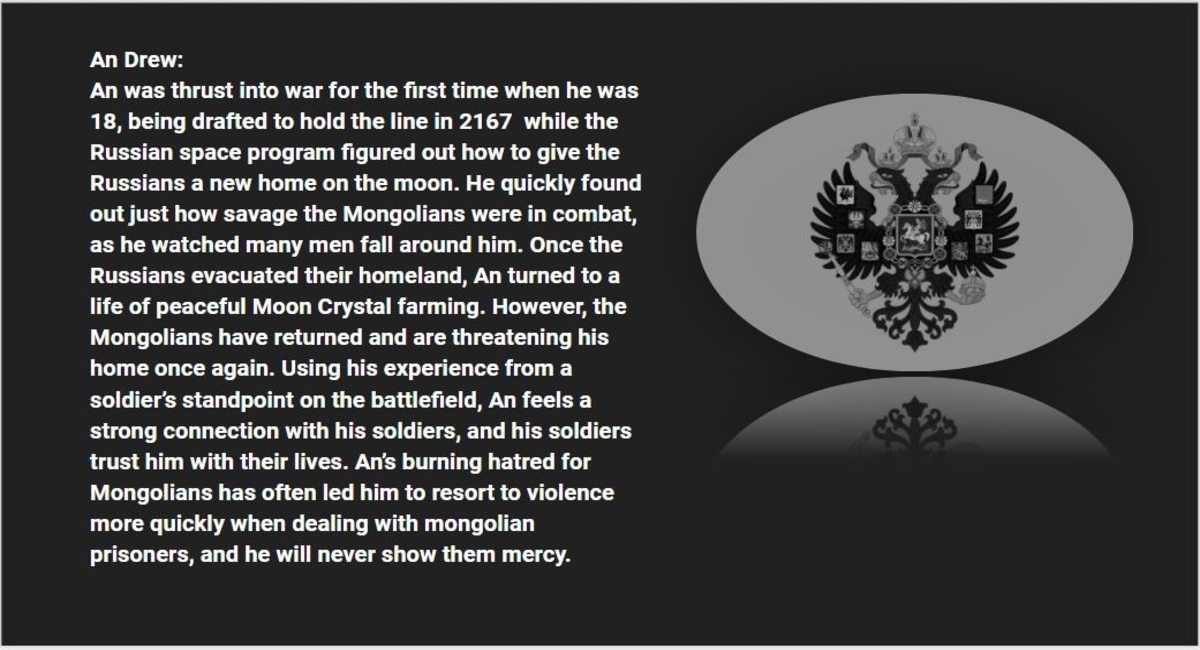 An Drew:
An was thrust into war for the first time when he was
18, being drafted to hold the line in 2167  while the
Russian space program figured out how to give the
Russians a new home on the moon. He quickly found
out just how savage the Mongolians were in combat,
as he watched many men fall around him. Once the
Russians evacuated their homeland, An turned to a
life of peaceful Moon Crystal farming. However, the
Mongolians have returned and are threatening his
home once again. Using his experience from a
soldier’s standpoint on the battlefield, An feels a
strong connection with his soldiers, and his soldiers
trust him with their lives. An’s burning hatred for
Mongolians has often led him to resort to violence
more quickly when dealing with mongolian
prisoners, and he will never show them mercy.